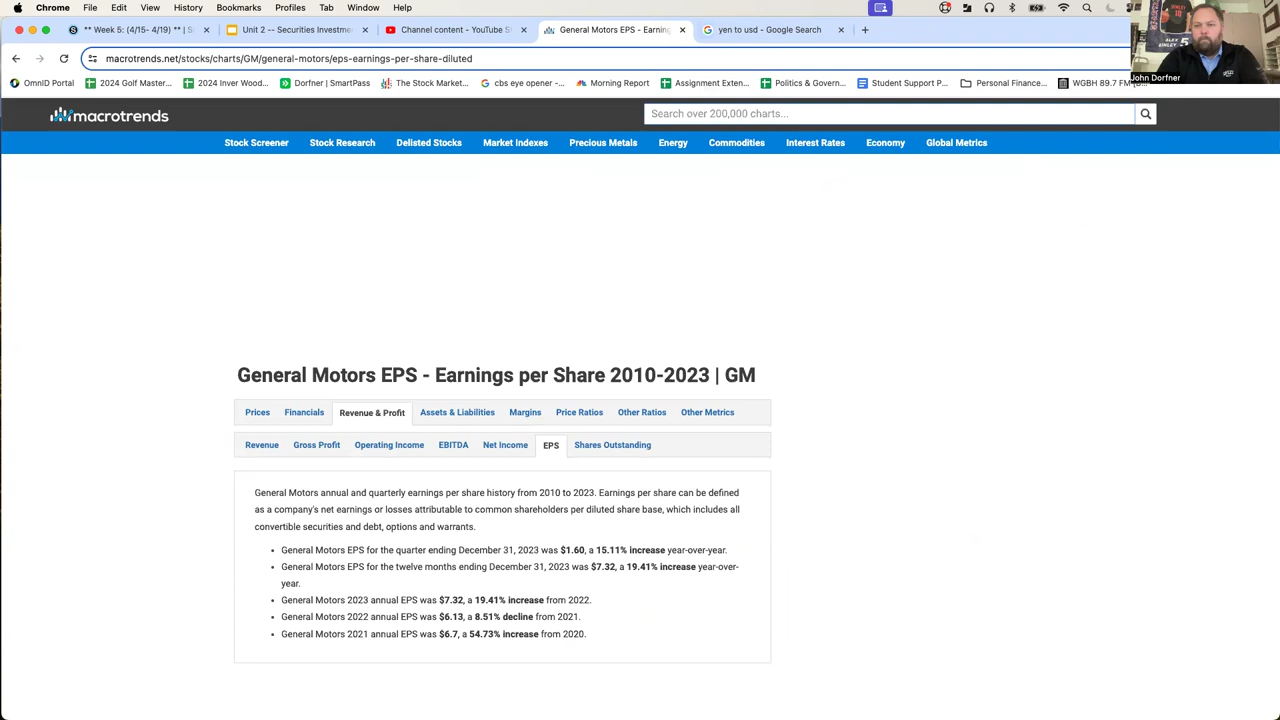 Chrome File Edit View History Bookmarks Profiles Tab Window Help
** Week 5: (4/15- 4/19) ** | S
Unit 2 -- Securities Investme
Channel content - YouTube S
General Motors EPS - Earning
yen to usd - Google Search
macrotrends.net/stocks/charts/GM/general-motors/eps-earnings-per-share-diluted
John Dorfner
OmniD Portal 2024 Golf Master... 2024 Inver Wood... Dorfner | SmartPass The Stock Market... cbs eye opener -... Morning Report Assignment Exten... Politics & Govern... Student Support P... Personal Finance... WGBH 89.7 FM
macrotrends
Search over 200,000 charts...
Stock Screener Stock Research Delisted Stocks Market Indexes Precious Metals Energy Commodities Interest Rates Economy Global Metrics
General Motors EPS - Earnings per Share 2010-2023 | GM
Prices Financials Revenue & Profit Assets & Liabilities Margins Price Ratios Other Ratios Other Metrics
Revenue Gross Profit Operating Income EBITDA Net Income EPS Shares Outstanding
General Motors annual and quarterly earnings per share history from 2010 to 2023. Earnings per share can be defined
as a company's net earnings or losses attributable to common shareholders per diluted share base, which includes all
convertible securities and debt, options and warrants.
• General Motors EPS for the quarter ending December 31, 2023 was $1.60, a 15.11% increase year-over-year.
• General Motors EPS for the twelve months ending December 31, 2023 was $7.32, a 19.41% increase year-over-
year.
• General Motors 2023 annual EPS was $7.32, a 19.41% increase from 2022.
• General Motors 2022 annual EPS was $6.13, a 8.51% decline from 2021.
• General Motors 2021 annual EPS was $6.7, a 54.73% increase from 2020.